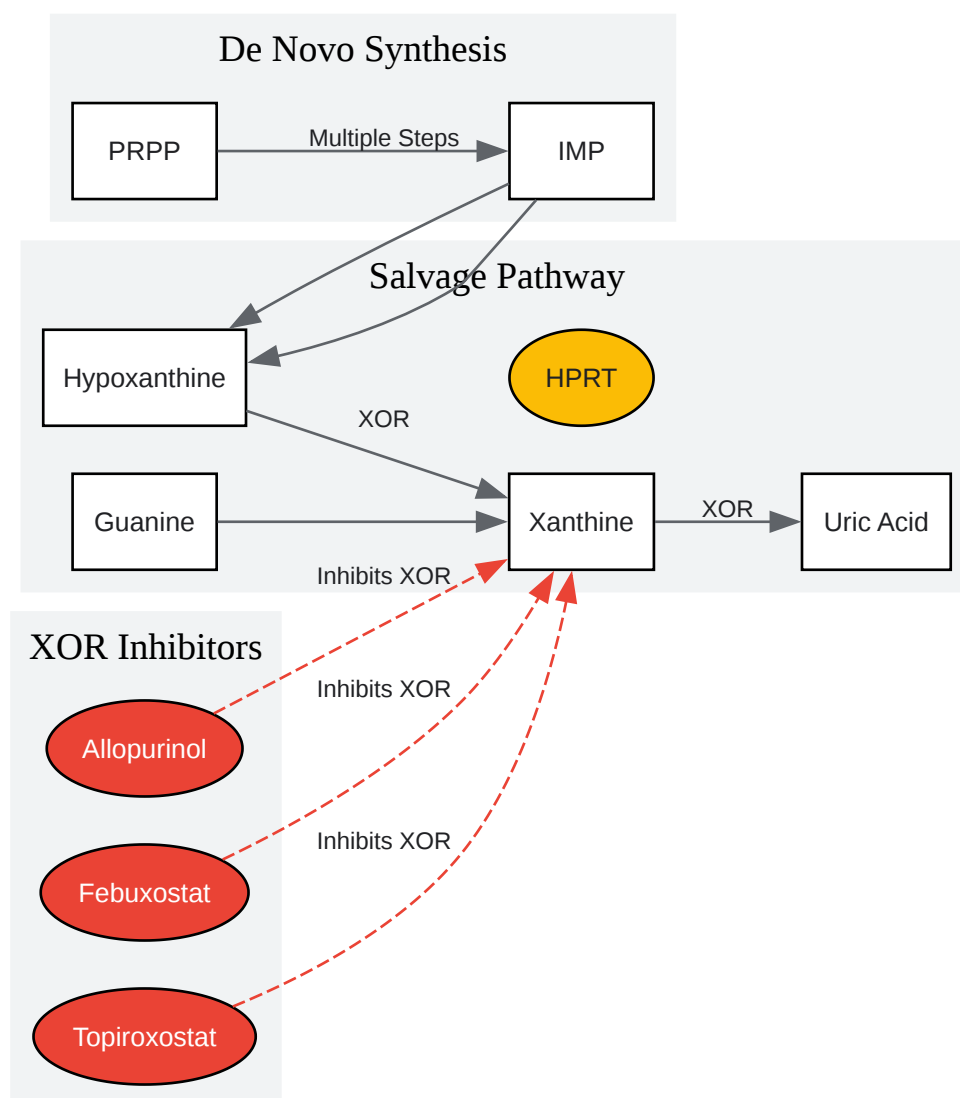 De Novo Synthesis
PRPP
Multiple Steps
IMP
Salvage Pathway
Hypoxanthine
HPRT
XOR
Guanine
Xanthine
XOR
Uric Acid
Inhibits XOR
XOR Inhibitors
Inhibits XOR
Allopurinol
Inhibits XOR
Febuxostat
Topiroxostat